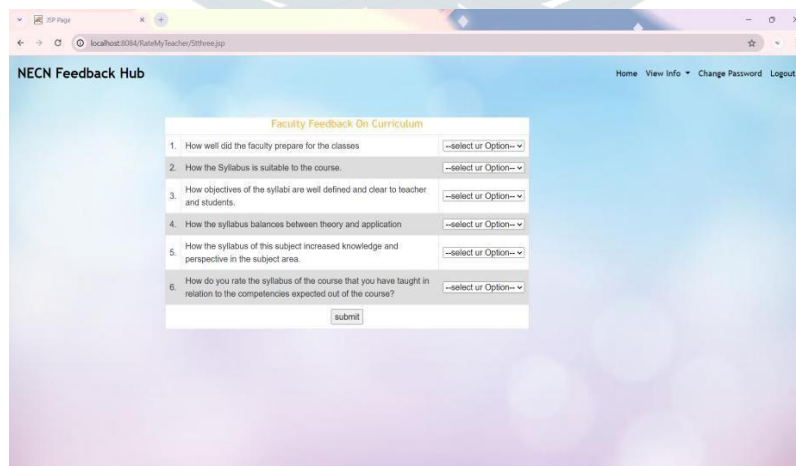 JSP Page
localhost:8084/RateMyTeacher/Stthree.jsp
NECN Feedback Hub
Home View Info Change Password Logout
Faculty Feedback On Curriculum
1. How well did the faculty prepare for the classes --select ur Option--
2. How the Syllabus is suitable to the course. --select ur Option--
3. How objectives of the syllabi are well defined and clear to teacher
and students. --select ur Option--
4. How the syllabus balances between theory and application --select ur Option--
5. How the syllabus of this subject increased knowledge and
perspective in the subject area. --select ur Option--
6. How do you rate the syllabus of the course that you have taught in
relation to the competencies expected out of the course? --select ur Option--
submit